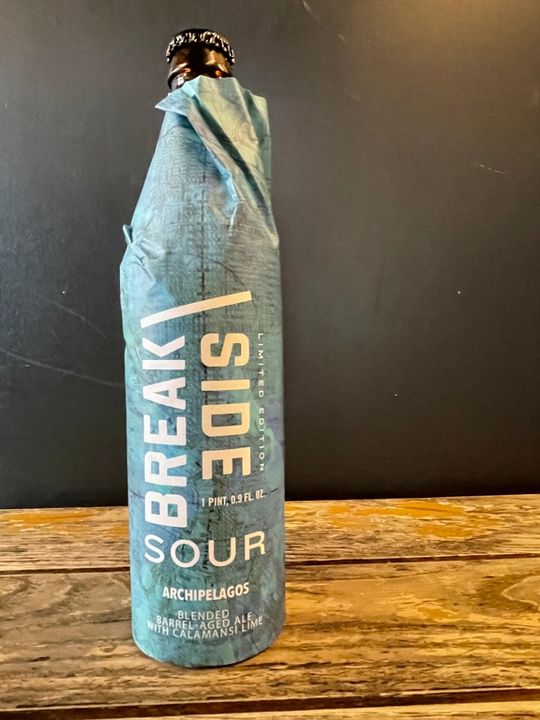 BREAK
SIDE
LIMITED EDITION
1 PINT, 0.9 FL. OZ.
SOUR
ARCHIPELAGOS
BLENDED
BARREL-AGED ALE
WITH CALAMANSI LIME